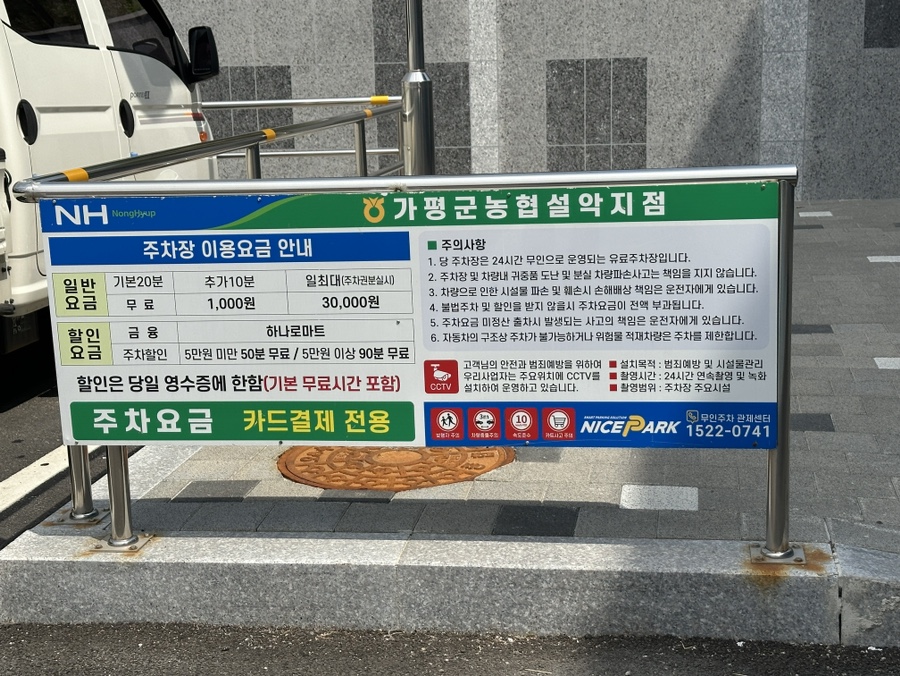 NH NongHyup
가평군농협설악지점
주차장 이용요금 안내
일반요금
기본20분
추가10분
일최대(주차권분실시)
무 료
1,000원
30,000원
할인요금
금 융
하나로마트
주차할인
5만원 미만 50분 무료 / 5만원 이상 90분 무료
할인은 당일 영수증에 한함(기본 무료시간 포함)
주차요금 카드결제 전용
주의사항
1. 당 주차장은 24시간 무인으로 운영되는 유료주차장입니다.
2. 주차장 및 차량내 귀중품 도난 및 분실 차량파손사고는 책임을 지지 않습니다.
3. 차량으로 인한 시설물 파손 및 훼손시 손해배상 책임은 운전자에게 있습니다.
4. 불법주차 및 할인을 받지 않을시 주차요금이 전액 부과됩니다.
5. 주차요금 미정산 출차시 발생되는 사고의 책임은 운전자에게 있습니다.
6. 자동차의 구조상 주차가 불가능하거나 위험물 적재차량은 주차를 제한합니다.
CCTV
고객님의 안전과 범죄예방을 위하여
우리사업자는 주요위치에 CCTV를
설치하여 운영하고 있습니다.
설치목적 : 범죄예방 및 시설물관리
촬영시간 : 24시간 연속촬영 및 녹화
촬영범위 : 주차장 주요시설
보행자 주의
10
속도준수
카트사고 주의
SMART PARKING SOLUTION
NICEPARK
무인주차 관제센터
1522-0741